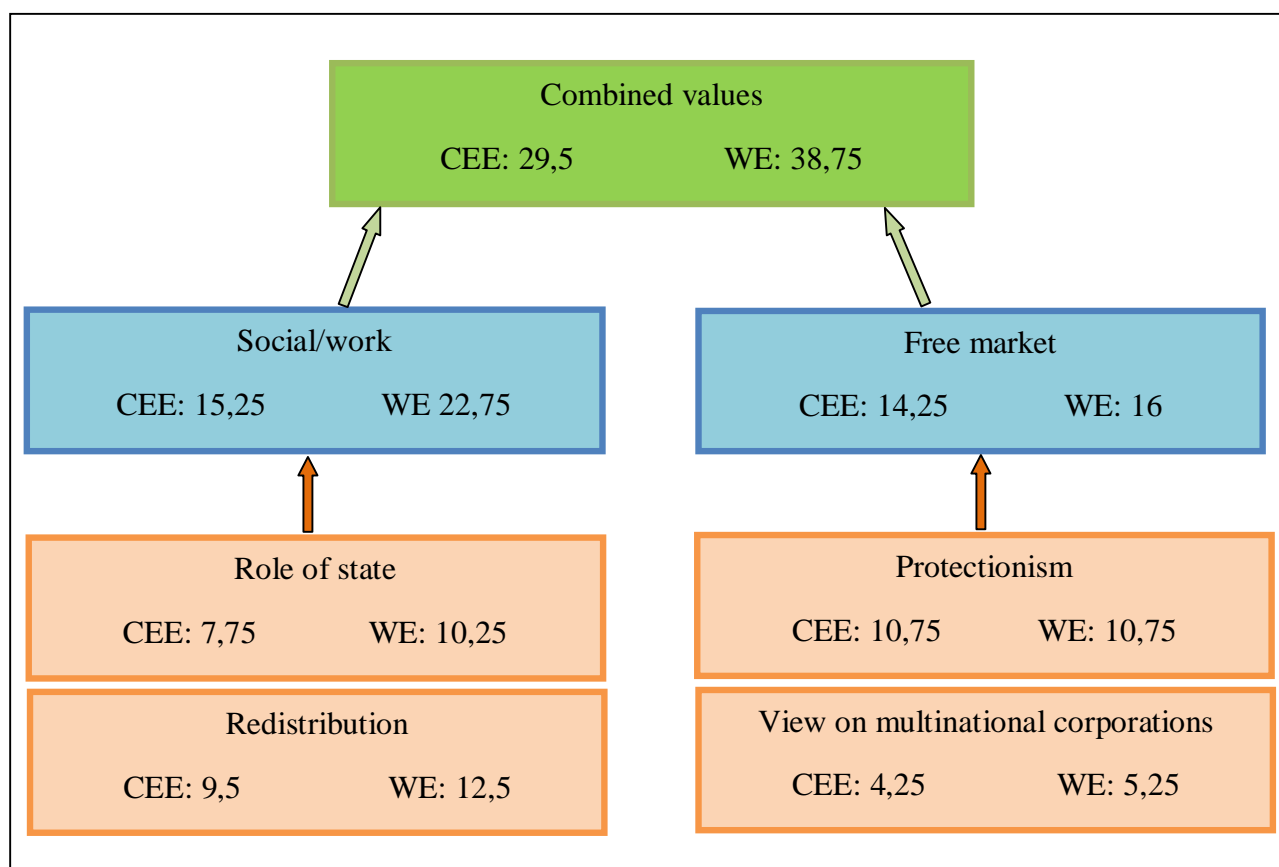 Combined values
CEE: 29,5 WE: 38,75
Social/work
CEE: 15,25 WE 22,75
Free market
CEE: 14,25 WE: 16
Role of state
CEE: 7,75 WE: 10,25
Redistribution
CEE: 9,5 WE: 12,5
Protectionism
CEE: 10,75 WE: 10,75
View on multinational corporations
CEE: 4,25 WE: 5,25